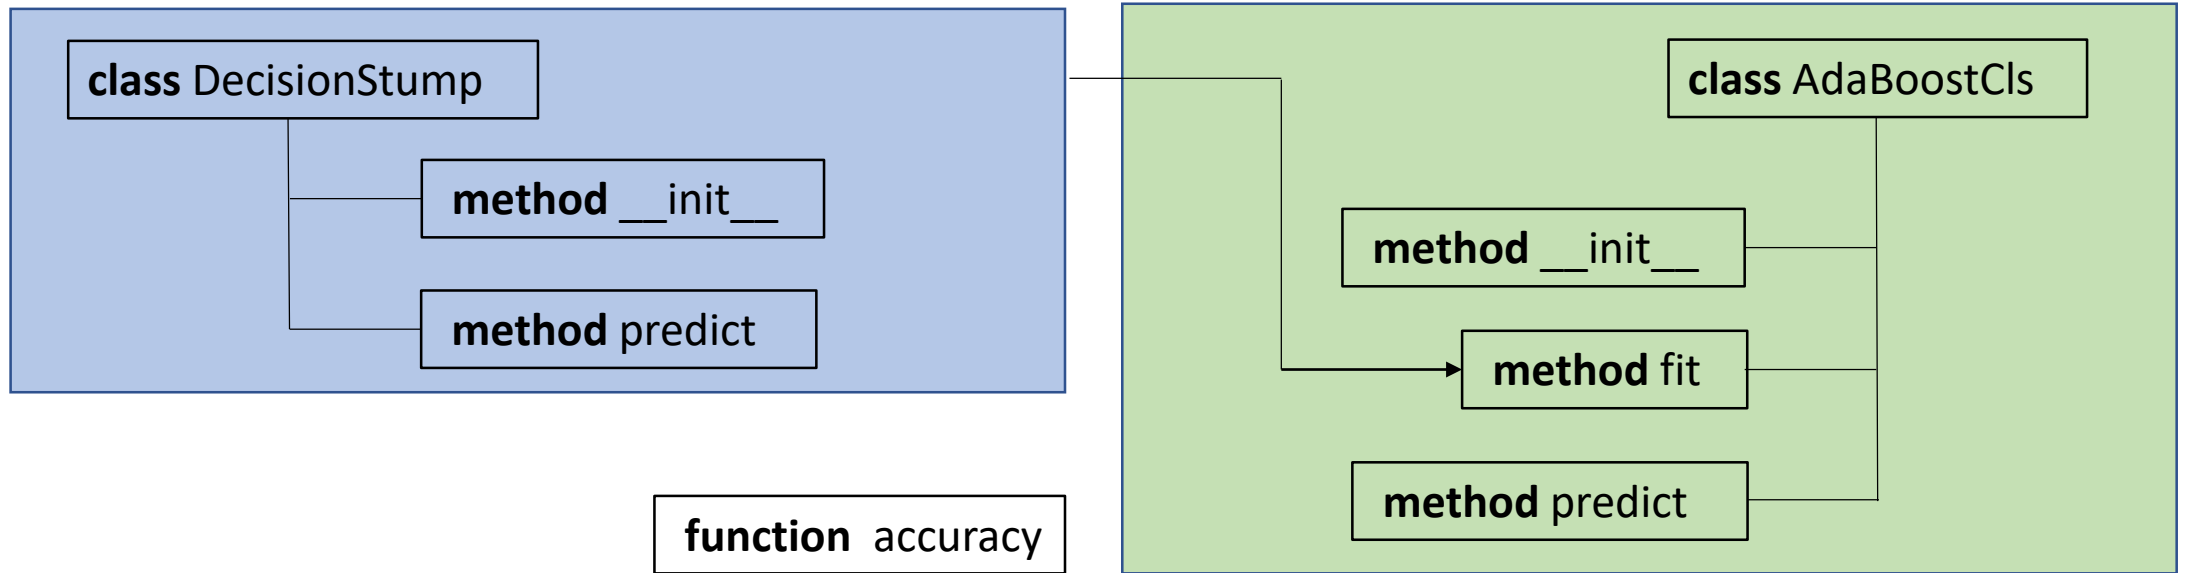 class DecisionStump
method __init__
method predict
function accuracy
class AdaBoostCls
method __init__
method fit
method predict